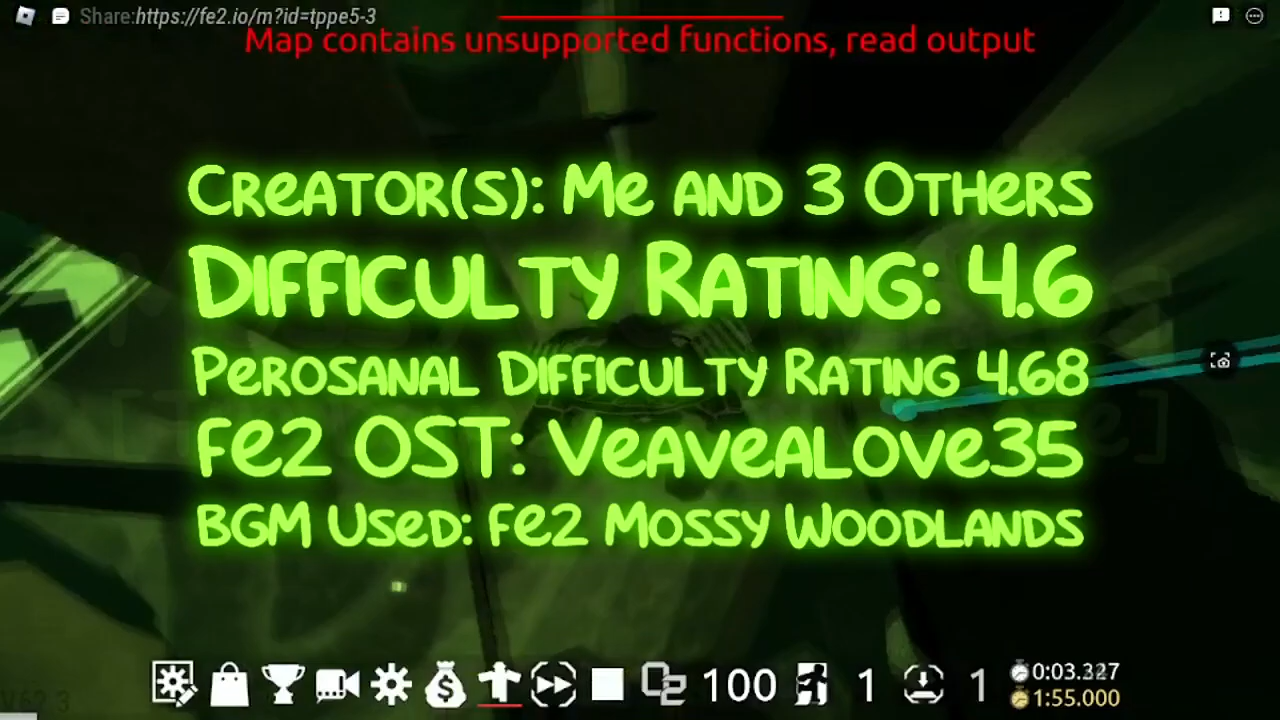 Share:https://fe2.io/m?id=tppe5-3
Map contains unsupported functions, read output
Creator(s): Me and 3 Others
Difficulty Rating: 4.6
Perosanal Difficulty Rating 4.68
Fe2 OST: Veavealove35
BGM Used: Fe2 Mossy Woodlands
O2 100 1 1
0:03.327
1:55.000